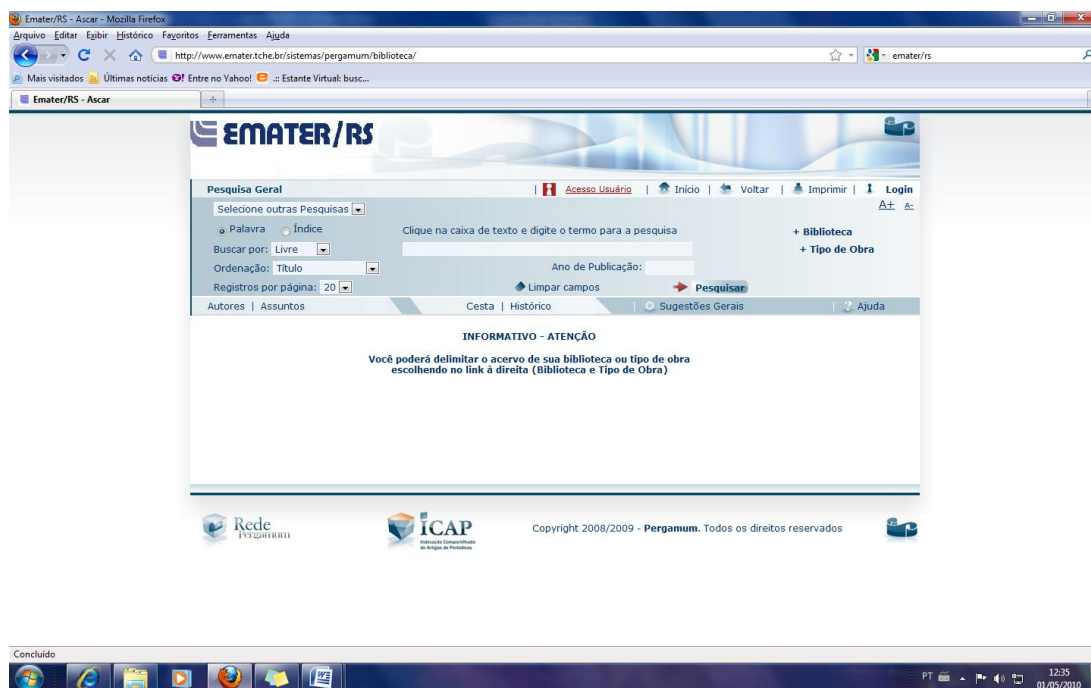 Emater/RS - Ascar - Mozilla Firefox
Arquivo Editar Exibir Histórico Favoritos Ferramentas Ajuda
http://www.emater.tche.br/sistemas/pergamum/biblioteca/ emater/rs
Mais visitados Últimas notícias Entre no Yahoo! .:: Estante Virtual: busc...
Emater/RS - Ascar
EMATER/RS
Pesquisa Geral | Acesso Usuário | Início | Voltar | Imprimir | Login
Selecione outras Pesquisas A+ A-
Palavra Índice Clique na caixa de texto e digite o termo para a pesquisa + Biblioteca
Buscar por: Livre + Tipo de Obra
Ordenação: Título Ano de Publicação:
Registros por página: 20 Limpar campos Pesquisar
Autores | Assuntos Cesta | Histórico | Sugestões Gerais | Ajuda
INFORMATIVO - ATENÇÃO
Você poderá delimitar o acervo de sua biblioteca ou tipo de obra
escolhendo no link à direita (Biblioteca e Tipo de Obra)
Rede
Pergamum
ICAP
Indexação Compartilhada
de Artigos de Periódicos
Copyright 2008/2009 - Pergamum. Todos os direitos reservados
Concluído
PT 12:35
01/05/2010